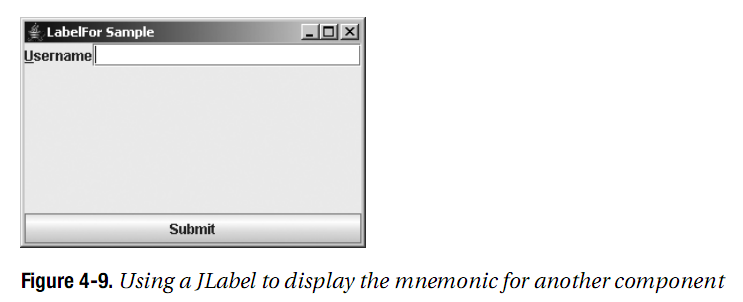 LabelFor Sample
Username
Submit
Figure 4-9. Using a JLabel to display the mnemonic for another component